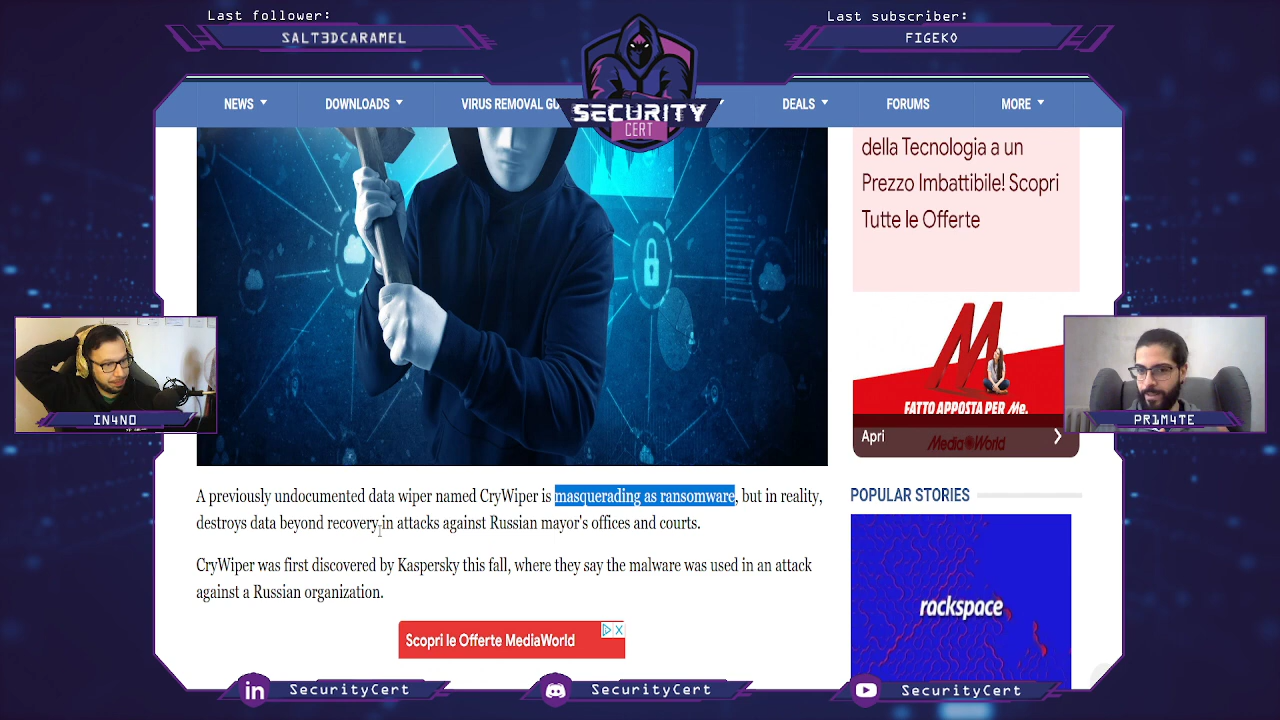 Last follower:
SALT3DCARAMEL
Last subscriber:
FIGEKO
SECURITY
CERT
NEWS
DOWNLOADS
VIRUS REMOVAL GU
DEALS
FORUMS
MORE
della Tecnologia a un
Prezzo Imbattibile! Scopri
Tutte le Offerte
M
FATTO APPOSTA PER Me.
Apri
MediaWorld
IN4N0
PR1M4TE
A previously undocumented data wiper named CryWiper is masquerading as ransomware, but in reality,
destroys data beyond recovery in attacks against Russian mayor's offices and courts.
CryWiper was first discovered by Kaspersky this fall, where they say the malware was used in an attack
against a Russian organization.
POPULAR STORIES
rackspace
Scopri le Offerte MediaWorld
in
SecurityCert
SecurityCert
SecurityCert